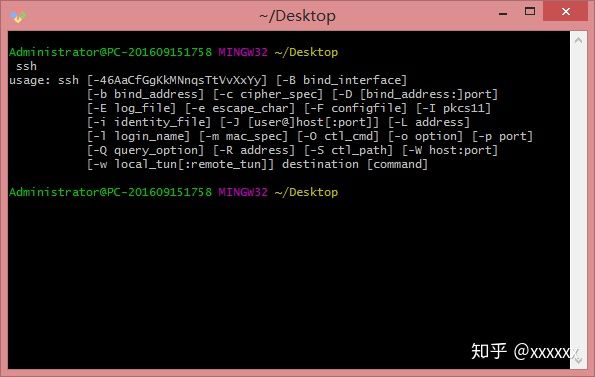 ~/Desktop
Administrator@PC-201609151758 MINGW32 ~/Desktop
ssh
usage: ssh [-46AaCfGgKkMNnqsTtVvXxYy] [-B bind_interface]
[-b bind_address] [-c cipher_spec] [-D [bind_address:]port]
[-E log_file] [-e escape_char] [-F configfile] [-I pkcs11]
[-i identity_file] [-J [user@]host[:port]] [-L address]
[-l login_name] [-m mac_spec] [-O ctl_cmd] [-o option] [-p port]
[-Q query_option] [-R address] [-S ctl_path] [-W host:port]
[-w local_tun[:remote_tun]] destination [command]
Administrator@PC-201609151758 MINGW32 ~/Desktop
知乎 @xxxxxx